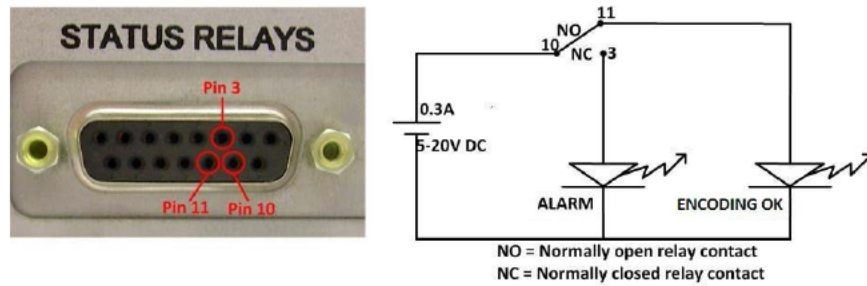 STATUS RELAYS
Pin 3
Pin 11 Pin 10
11
NO
10
NC 3
0.3A
5-20V DC
ALARM
ENCODING OK
NO = Normally open relay contact
NC = Normally closed relay contact